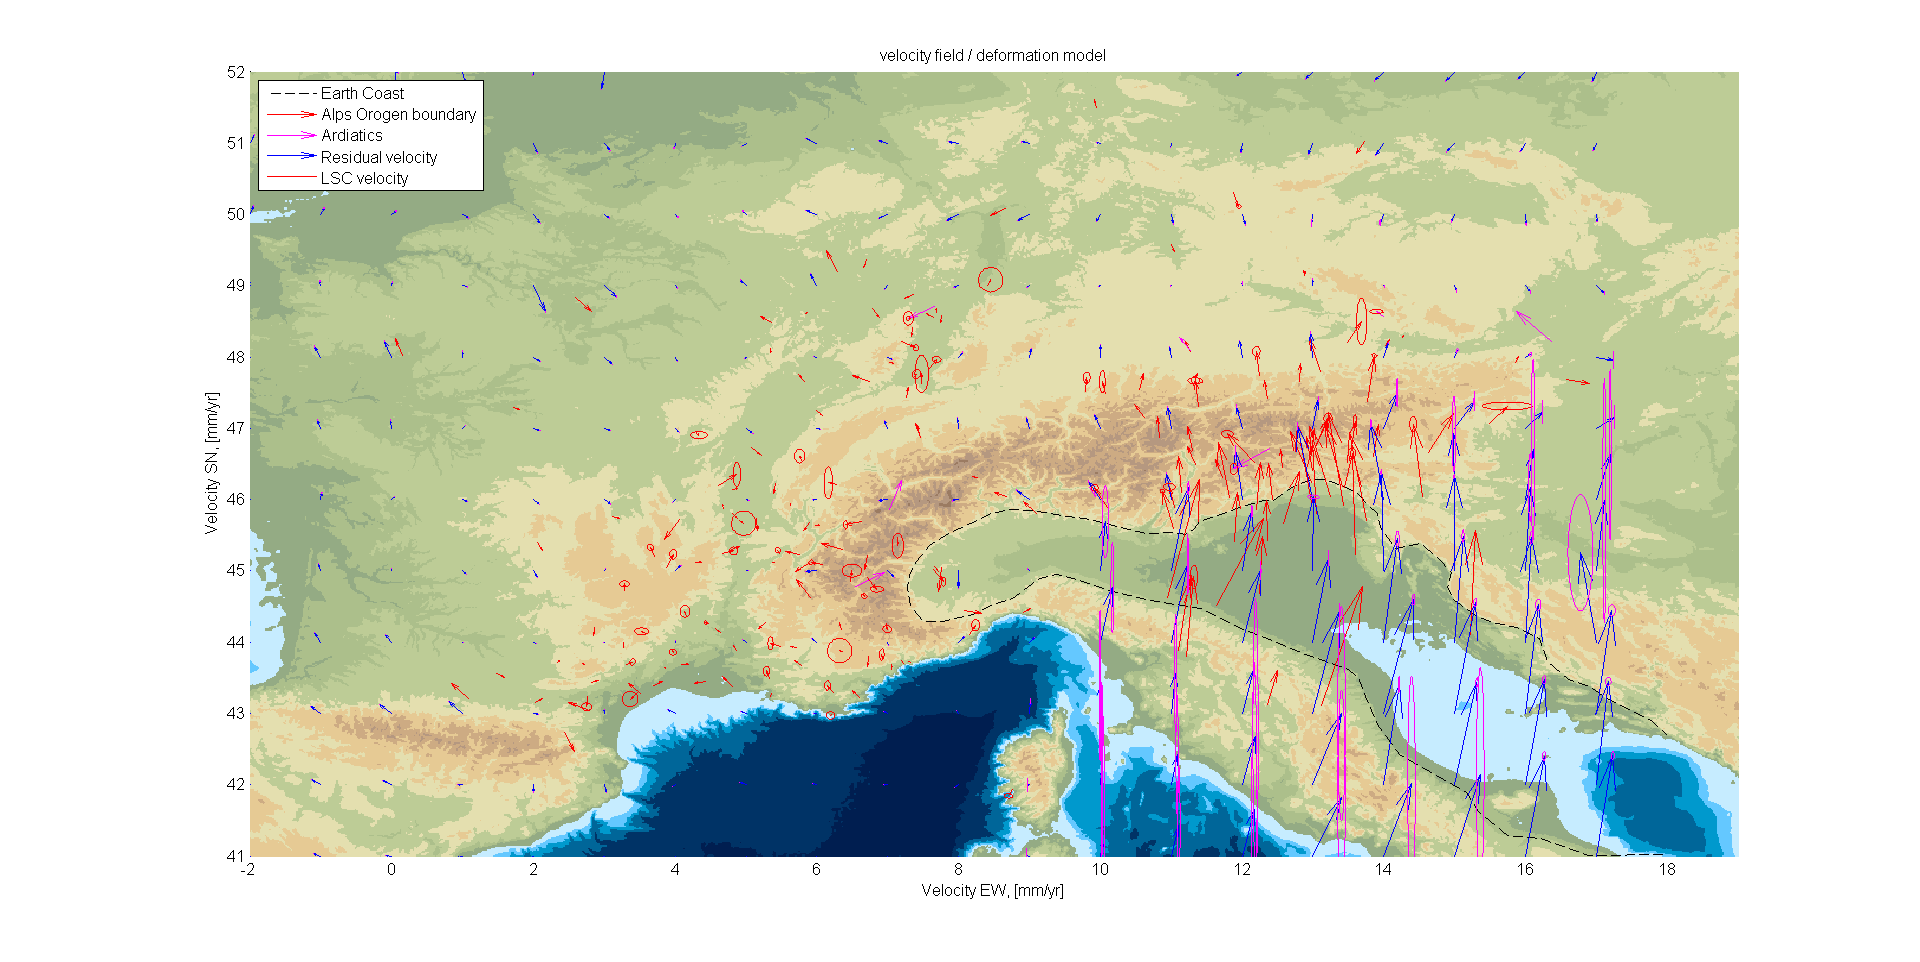 velocity field / deformation model
Earth Coast
Alps Orogen boundary
Ardiatics
Residual velocity
LSC velocity
52
51
50
49
48
47
46
45
44
43
42
41
Velocity SN, [mm/yr]
-2 0 2 4 6 8 10 12 14 16 18
Velocity EW, [mm/yr]